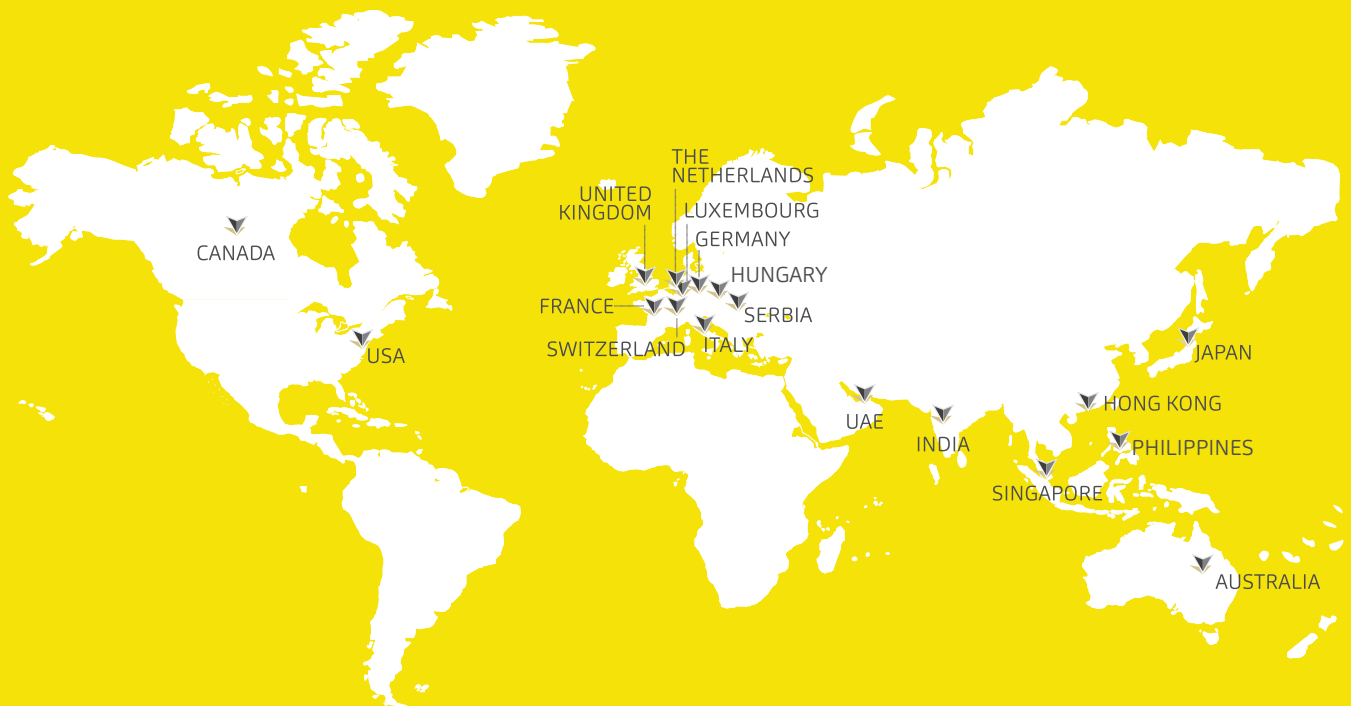 THE
NETHERLANDS
UNITED
KINGDOM
LUXEMBOURG
GERMANY
CANADA
HUNGARY
FRANCE
SERBIA
SWITZERLAND
ITALY
USA
JAPAN
HONG KONG
UAE
INDIA
PHILIPPINES
SINGAPORE
AUSTRALIA